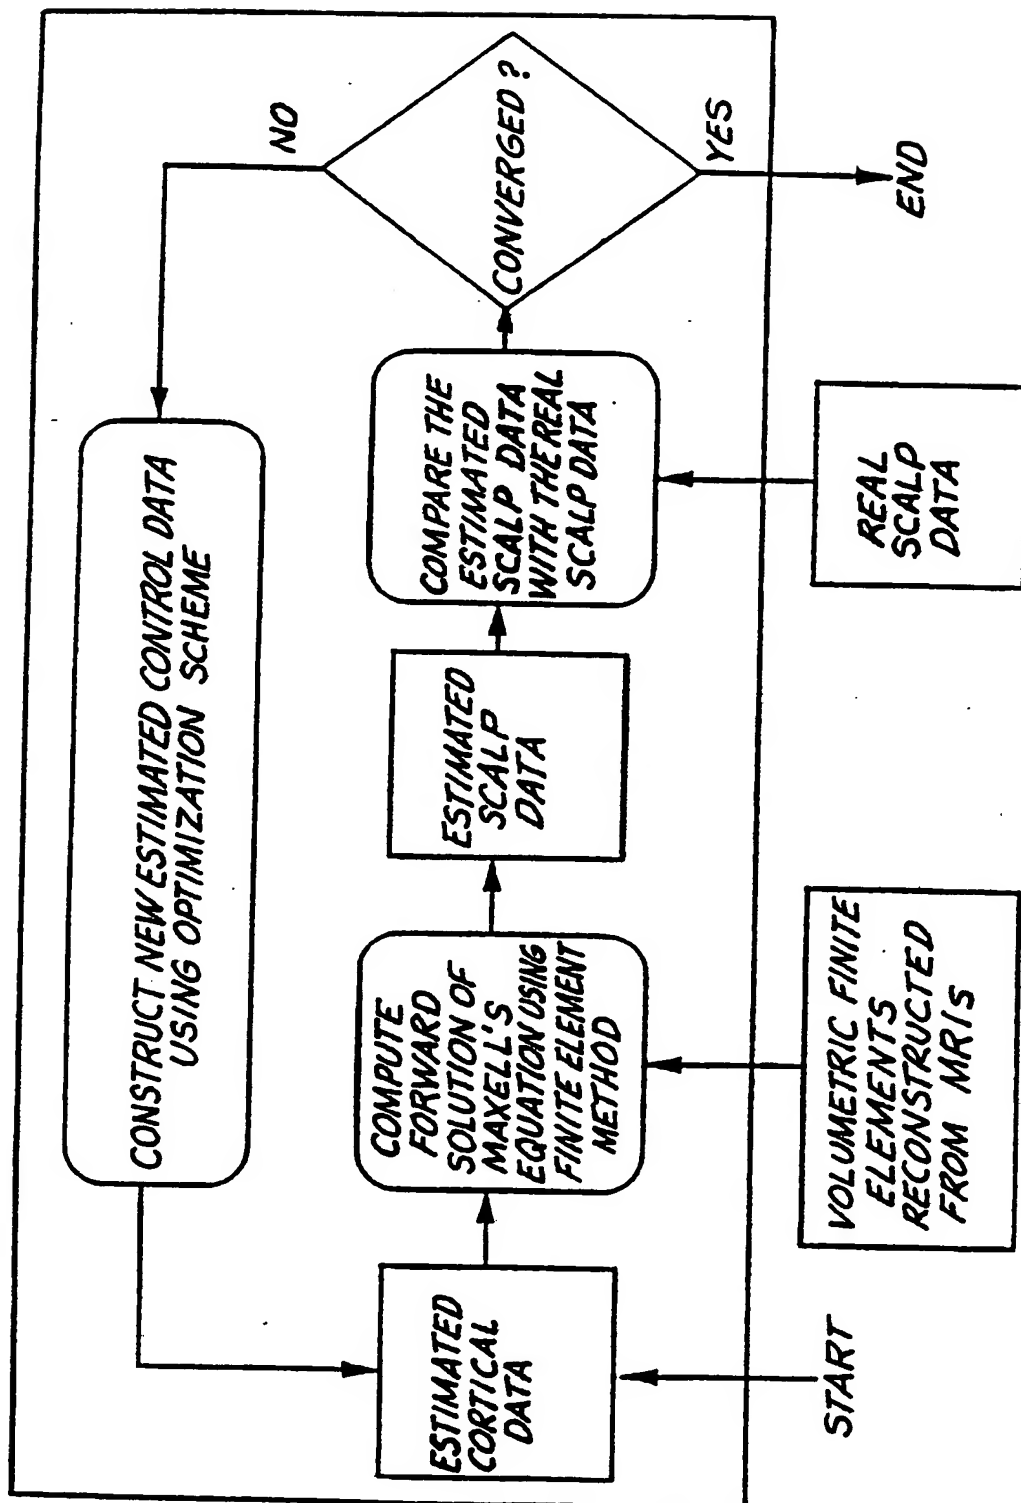 CONSTRUCT NEW ESTIMATED CONTROL DATA
USING OPTIMIZATION SCHEME
NO
ESTIMATED
CORTICAL
DATA
COMPUTE
FORWARD
SOLUTION OF
MAXELL'S
EQUATION USING
FINITE ELEMENT
METHOD
ESTIMATED
SCALP
DATA
COMPARE THE
ESTIMATED
SCALP DATA
WITH THE REAL
SCALP DATA
CONVERGED?
YES
START
VOLUMETRIC FINITE
ELEMENTS
RECONSTRUCTED
FROM MRIs
REAL
SCALP
DATA
END